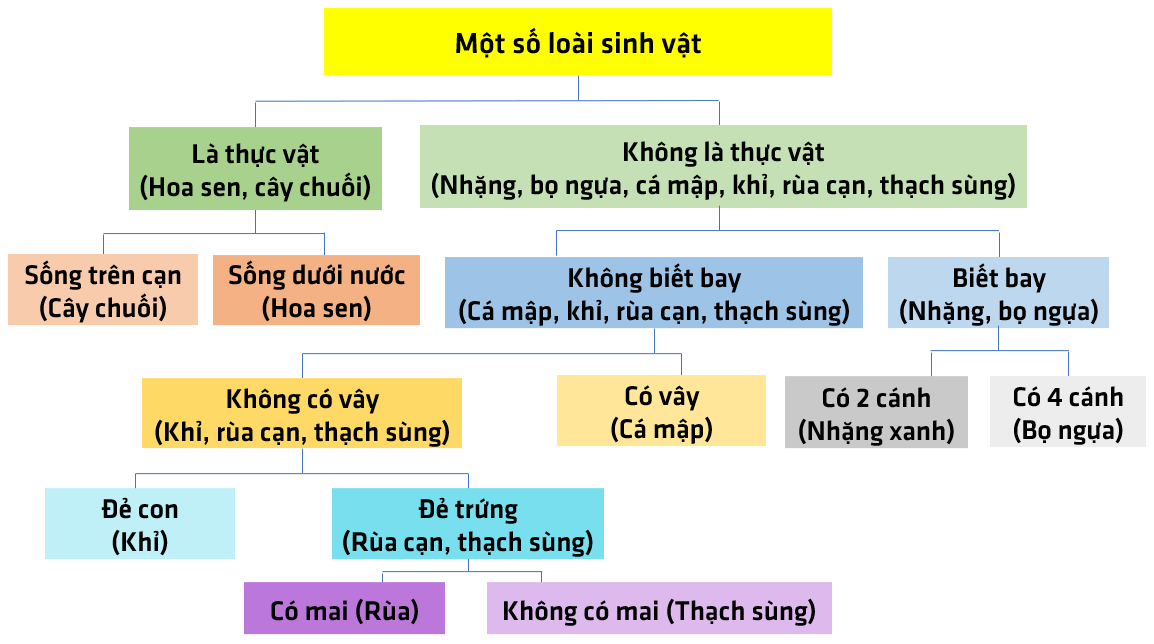 Một số loài sinh vật
Là thực vật
(Hoa sen, cây chuối)
Không là thực vật
(Nhặng, bọ ngựa, cá mập, khỉ, rùa cạn, thạch sùng)
Sống trên cạn
(Cây chuối)
Sống dưới nước
(Hoa sen)
Không biết bay
(Cá mập, khỉ, rùa cạn, thạch sùng)
Biết bay
(Nhặng, bọ ngựa)
Không có vây
(Khỉ, rùa cạn, thạch sùng)
Có vây
(Cá mập)
Có 2 cánh
(Nhặng xanh)
Có 4 cánh
(Bọ ngựa)
Đẻ con
(Khỉ)
Đẻ trứng
(Rùa cạn, thạch sùng)
Có mai (Rùa)
Không có mai (Thạch sùng)